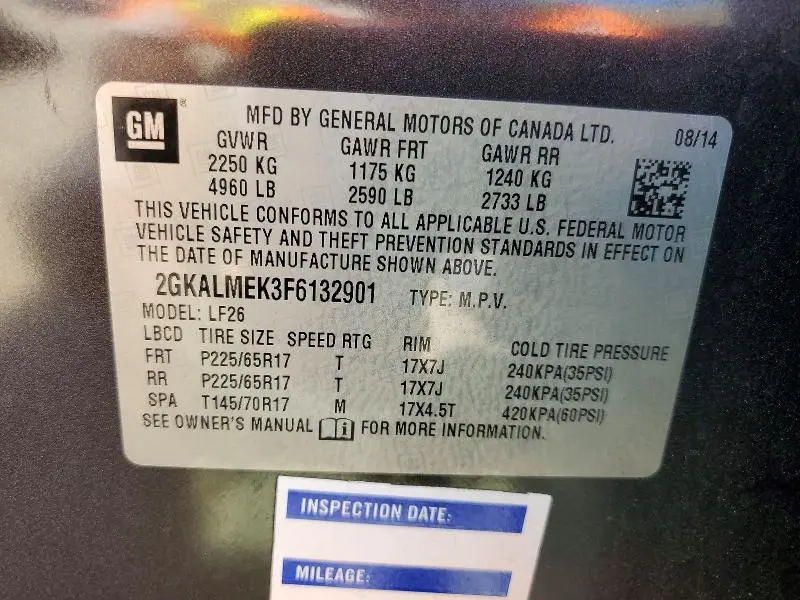 GM ®
MFD BY GENERAL MOTORS OF CANADA LTD. 08/14
GVWR GAWR FRT GAWR RR
2250 KG 1175 KG 1240 KG
4960 LB 2590 LB 2733 LB
THIS VEHICLE CONFORMS TO ALL APPLICABLE U.S. FEDERAL MOTOR
VEHICLE SAFETY AND THEFT PREVENTION STANDARDS IN EFFECT ON
THE DATE OF MANUFACTURE SHOWN ABOVE.
2GKALMEK3F6132901 TYPE: M.P.V.
MODEL: LF26
LBCD TIRE SIZE SPEED RTG RIM COLD TIRE PRESSURE
FRT P225/65R17 T 17X7J 240KPA(35PSI)
RR P225/65R17 T 17X7J 240KPA(35PSI)
SPA T145/70R17 M 17X4.5T 420KPA(60PSI)
SEE OWNER'S MANUAL i FOR MORE INFORMATION.
INSPECTION DATE:
MILEAGE: